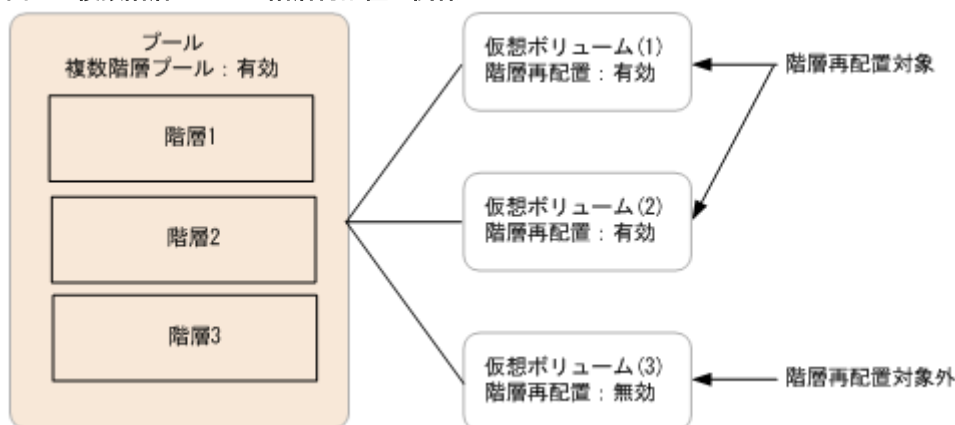 プール
複数階層プール：有効
階層1
階層2
階層3
仮想ボリューム(1)
階層再配置：有効
仮想ボリューム(2)
階層再配置：有効
仮想ボリューム(3)
階層再配置：無効
階層再配置対象
階層再配置対象外